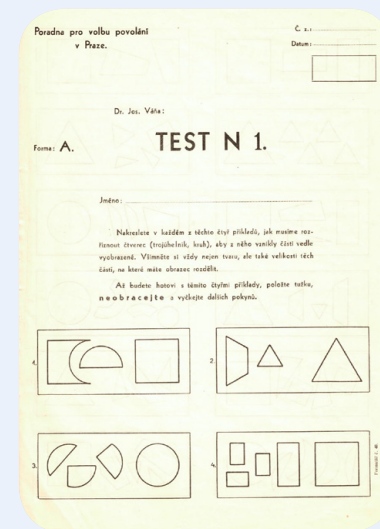 Poradna pro volbu povolání
v Praze.
Č. z.:
Datum:
Dr. Jos. Váňa:
Forma: A.
TEST N 1.
Jméno:
Nakreslete v každém z těchto čtyř příkladů, jak musíme roz-
říznout čtverec (trojúhelník, kruh), aby z něho vznikly části vedle
vyobrazené. Všimněte si vždy nejen tvaru, ale také velikosti těch
částí, na které máte obrazec rozdělit.
Až budete hotovi s těmito čtyřmi příklady, položte tužku,
neobracejte a vyčkejte dalších pokynů.
1.
2.
3.
4.